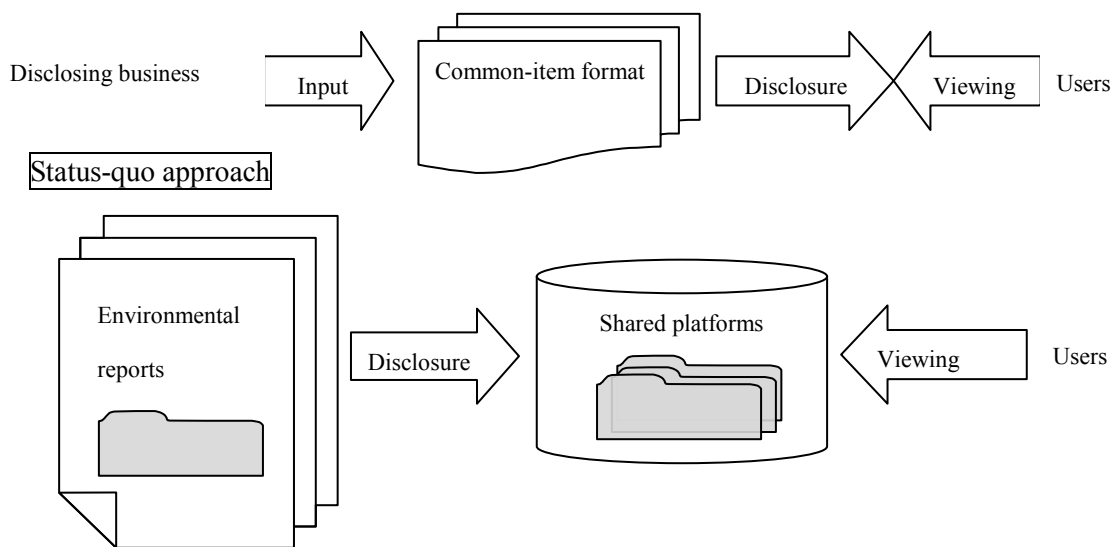 Disclosing business
Input
Common-item format
Disclosure
Viewing
Users
Status-quo approach
Environmental
reports
Disclosure
Shared platforms
Viewing
Users